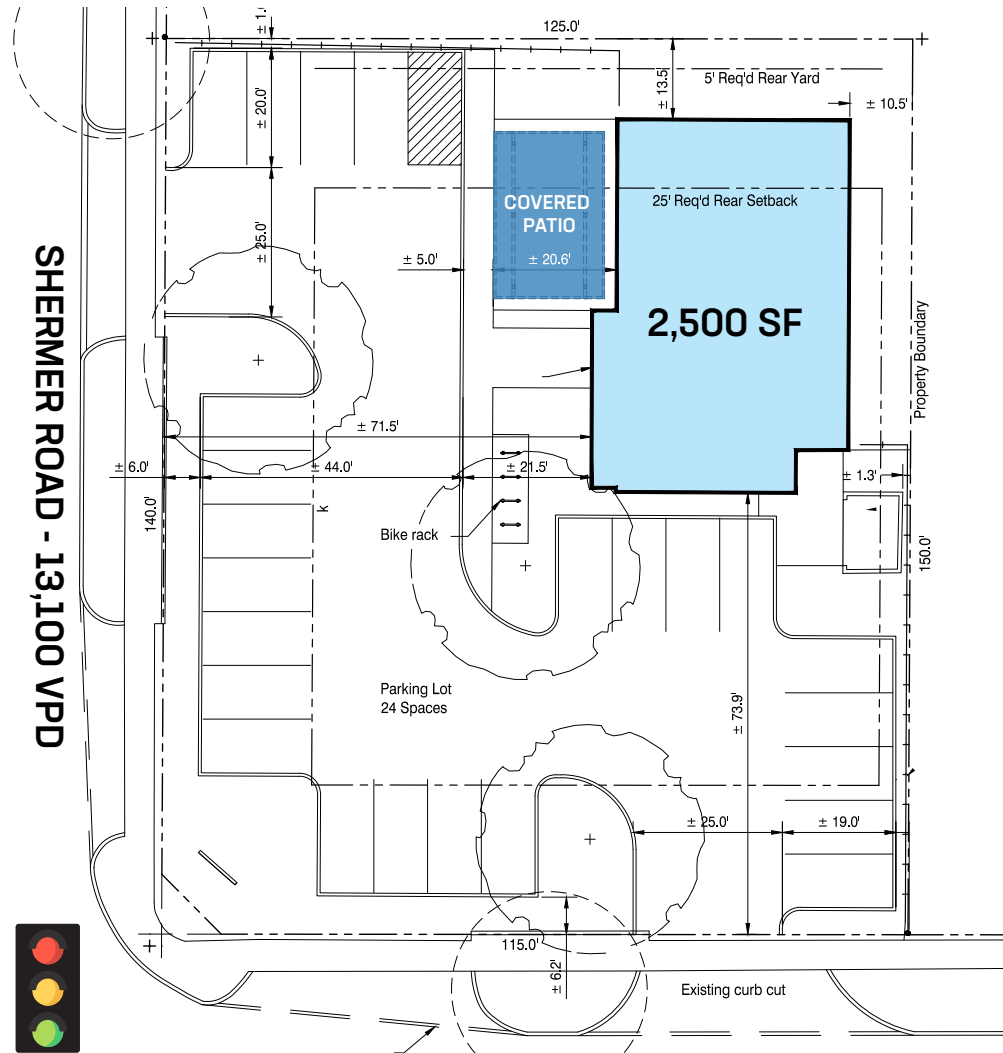 ± 1.
125.0'
5' Req'd Rear Yard
± 13.5'
± 10.5'
± 20.0'
COVERED
PATIO
25' Req'd Rear Setback
± 25.0'
± 5.0'
± 20.6'
2,500 SF
SHERMER ROAD - 13,100 VPD
Property Boundary
± 71.5'
± 6.0'
± 44.0'
± 21.5'
± 1.3'
140.0'
k
Bike rack
150.0'
Parking Lot
24 Spaces
± 73.9'
± 25.0'
± 19.0'
115.0'
± 6.2'
Existing curb cut